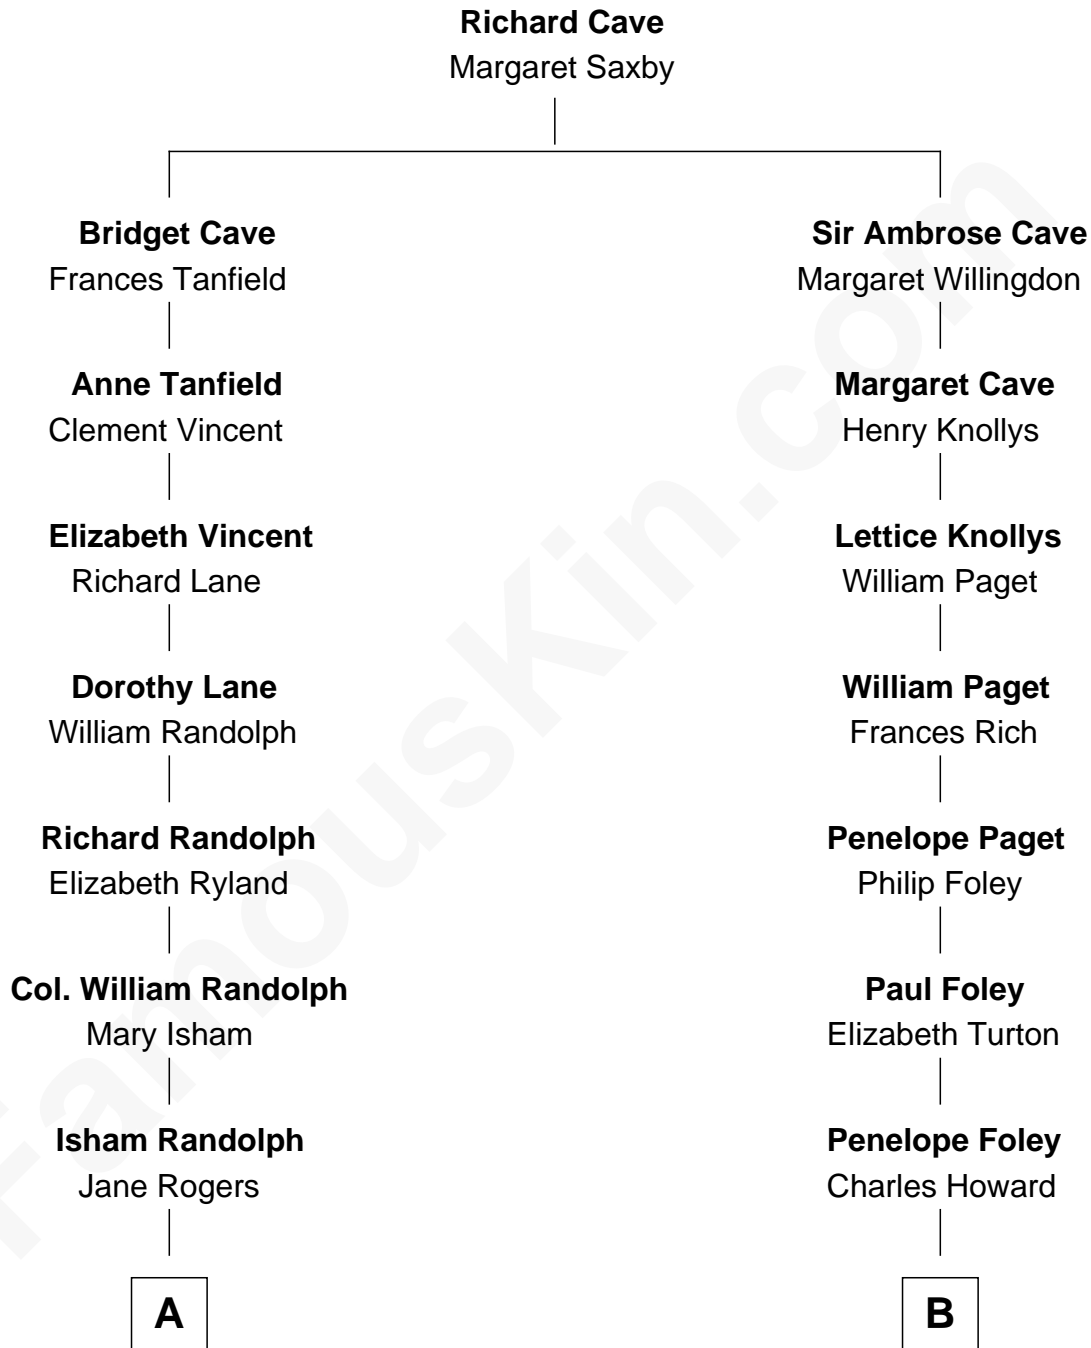 Richard Cave
Margaret Saxby
Bridget Cave
Frances Tanfield
Anne Tanfield
Clement Vincent
Elizabeth Vincent
Richard Lane
Dorothy Lane
William Randolph
Richard Randolph
Elizabeth Ryland
Col. William Randolph
Mary Isham
Isham Randolph
Jane Rogers
A
Sir Ambrose Cave
Margaret Willingdon
Margaret Cave
Henry Knollys
Lettice Knollys
William Paget
William Paget
Frances Rich
Penelope Paget
Philip Foley
Paul Foley
Elizabeth Turton
Penelope Foley
Charles Howard
B
FamousKin.com